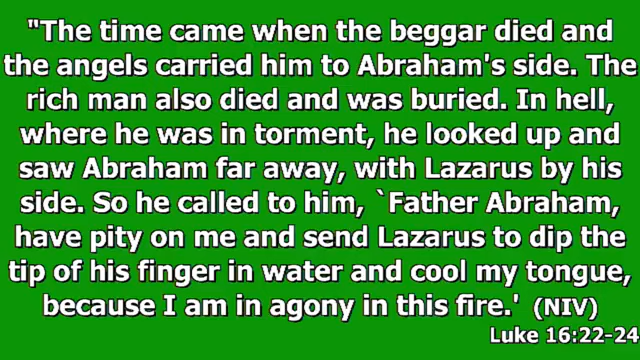 "The time came when the beggar died and
the angels carried him to Abraham's side. The
rich man also died and was buried. In hell,
where he was in torment, he looked up and
saw Abraham far away, with Lazarus by his
side. So he called to him, `Father Abraham,
have pity on me and send Lazarus to dip the
tip of his finger in water and cool my tongue,
because I am in agony in this fire.' (NIV)
Luke 16:22-24